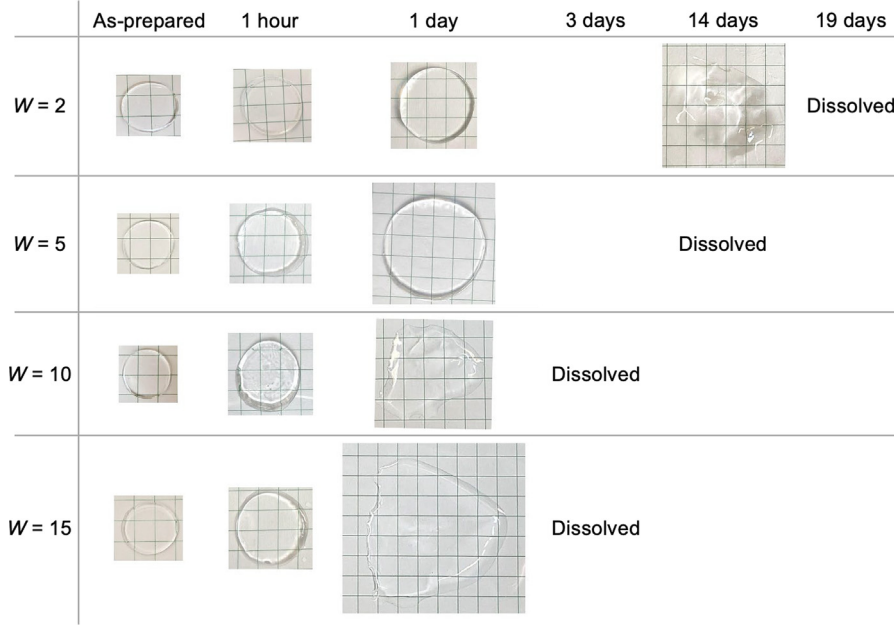 As-prepared 1 hour 1 day 3 days 14 days 19 days
W = 2 Dissolved
W = 5 Dissolved
W = 10 Dissolved
W = 15 Dissolved